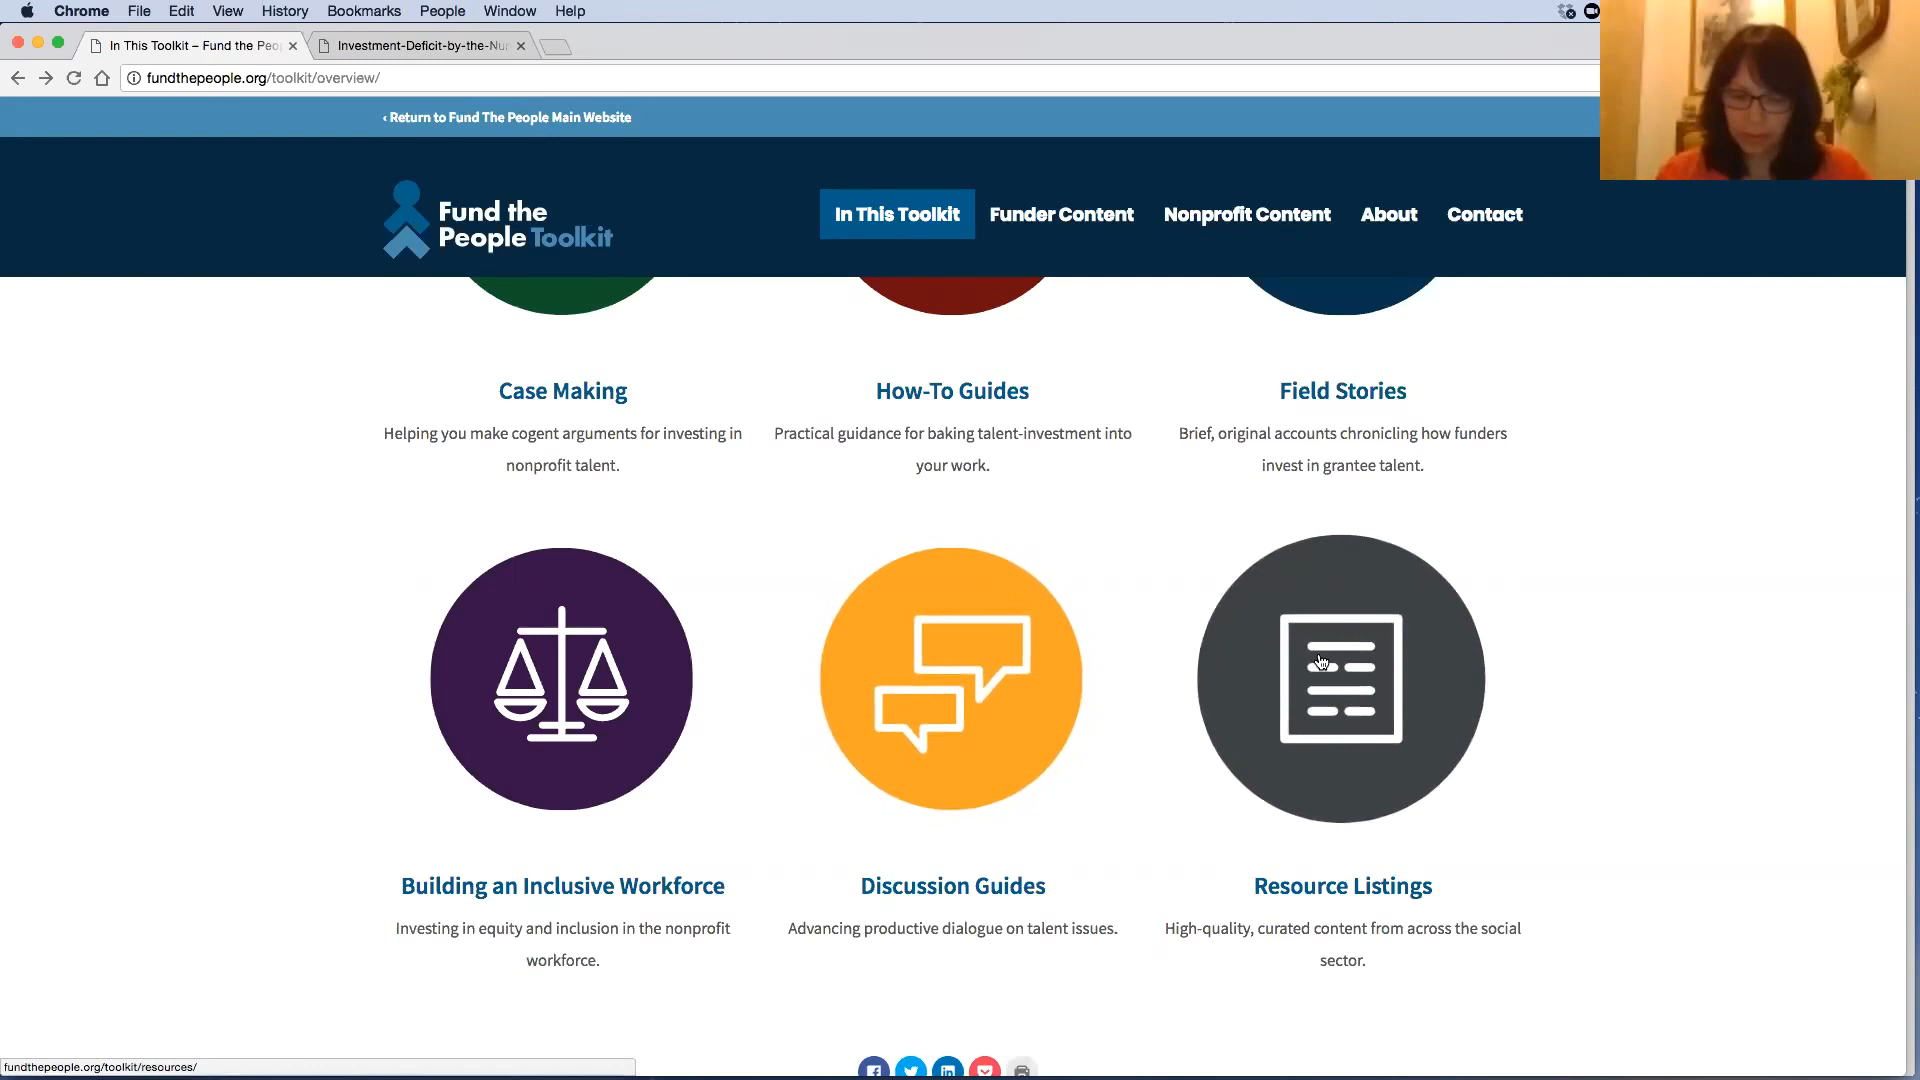 Chrome File Edit View History Bookmarks People Window Help
In This Toolkit – Fund the Peo
Investment-Deficit-by-the-Nu
fundthepeople.org/toolkit/overview/
‹ Return to Fund The People Main Website
Fund the
People Toolkit
In This Toolkit Funder Content Nonprofit Content About Contact
Case Making
Helping you make cogent arguments for investing in
nonprofit talent.
How-To Guides
Practical guidance for baking talent-investment into
your work.
Field Stories
Brief, original accounts chronicling how funders
invest in grantee talent.
Building an Inclusive Workforce
Investing in equity and inclusion in the nonprofit
workforce.
Discussion Guides
Advancing productive dialogue on talent issues.
Resource Listings
High-quality, curated content from across the social
sector.
fundthepeople.org/toolkit/resources/